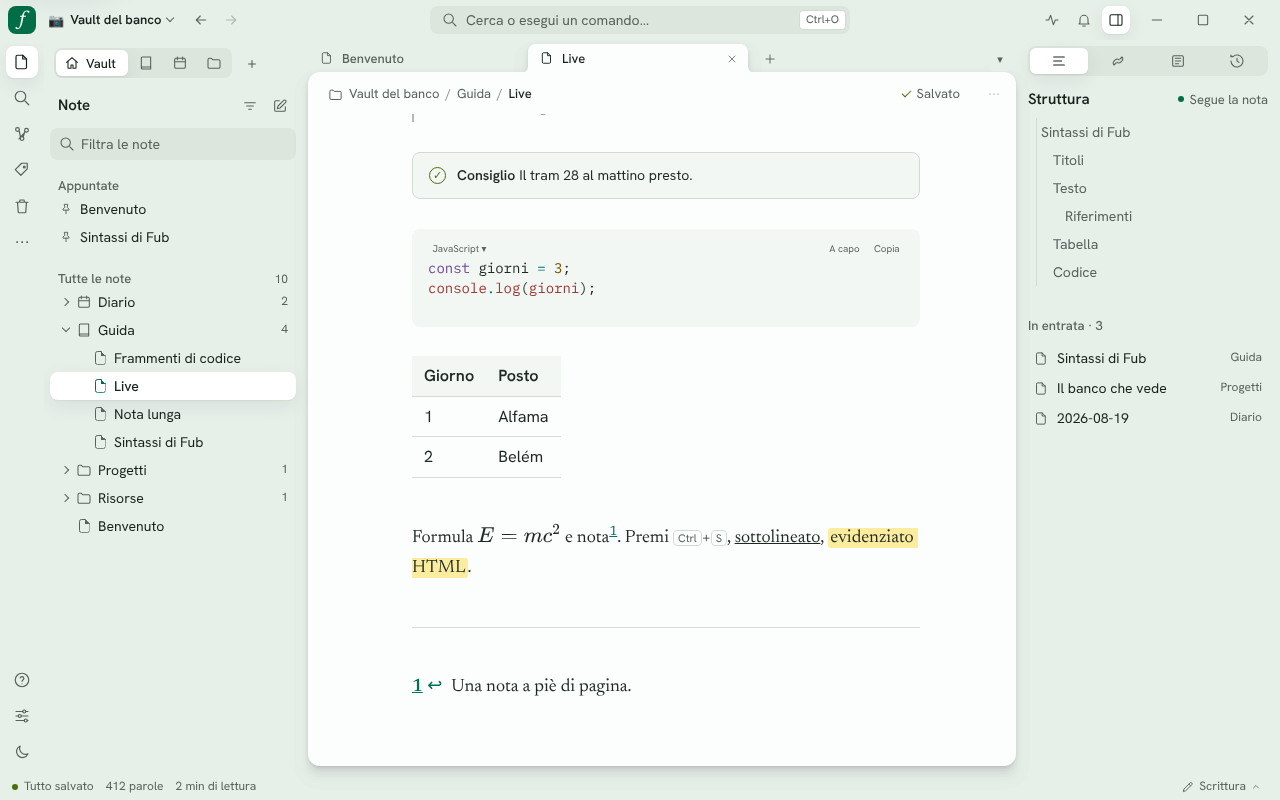 Vault del banco
Cerca o esegui un comando…
Ctrl+O
Vault
Benvenuto
Live
Note
Filtra le note
Appuntate
Benvenuto
Sintassi di Fub
Tutte le note 10
Diario 2
Guida 4
Frammenti di codice
Live
Nota lunga
Sintassi di Fub
Progetti 1
Risorse 1
Benvenuto
Vault del banco / Guida / Live
Salvato
Consiglio Il tram 28 al mattino presto.
JavaScript ▾ A capo Copia
const giorni = 3;
console.log(giorni);
Giorno Posto
1 Alfama
2 Belém
Formula E = mc² e nota¹. Premi Ctrl+S, sottolineato, evidenziato
HTML.
1 ↩ Una nota a piè di pagina.
Struttura
Segue la nota
Sintassi di Fub
Titoli
Testo
Riferimenti
Tabella
Codice
In entrata · 3
Sintassi di Fub Guida
Il banco che vede Progetti
2026-08-19 Diario
Tutto salvato 412 parole 2 min di lettura
Scrittura